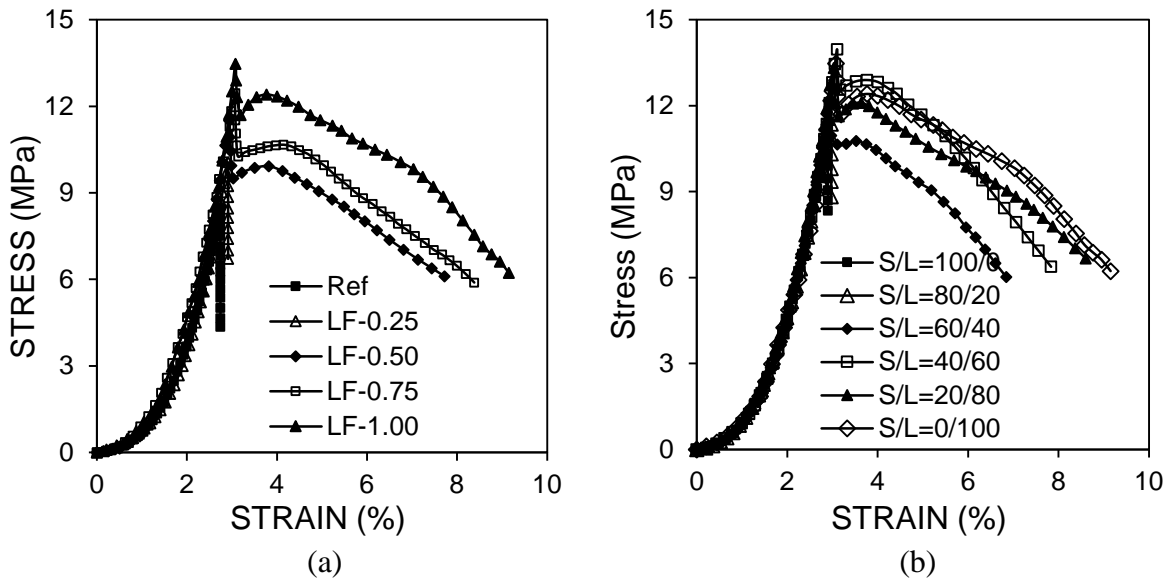 15
12
9
6
3
0
STRESS (MPa)
Ref
LF-0.25
LF-0.50
LF-0.75
LF-1.00
0 2 4 6 8 10
STRAIN (%)
(a)
15
12
9
6
3
0
Stress (MPa)
S/L=100/0
S/L=80/20
S/L=60/40
S/L=40/60
S/L=20/80
S/L=0/100
0 2 4 6 8 10
STRAIN (%)
(b)